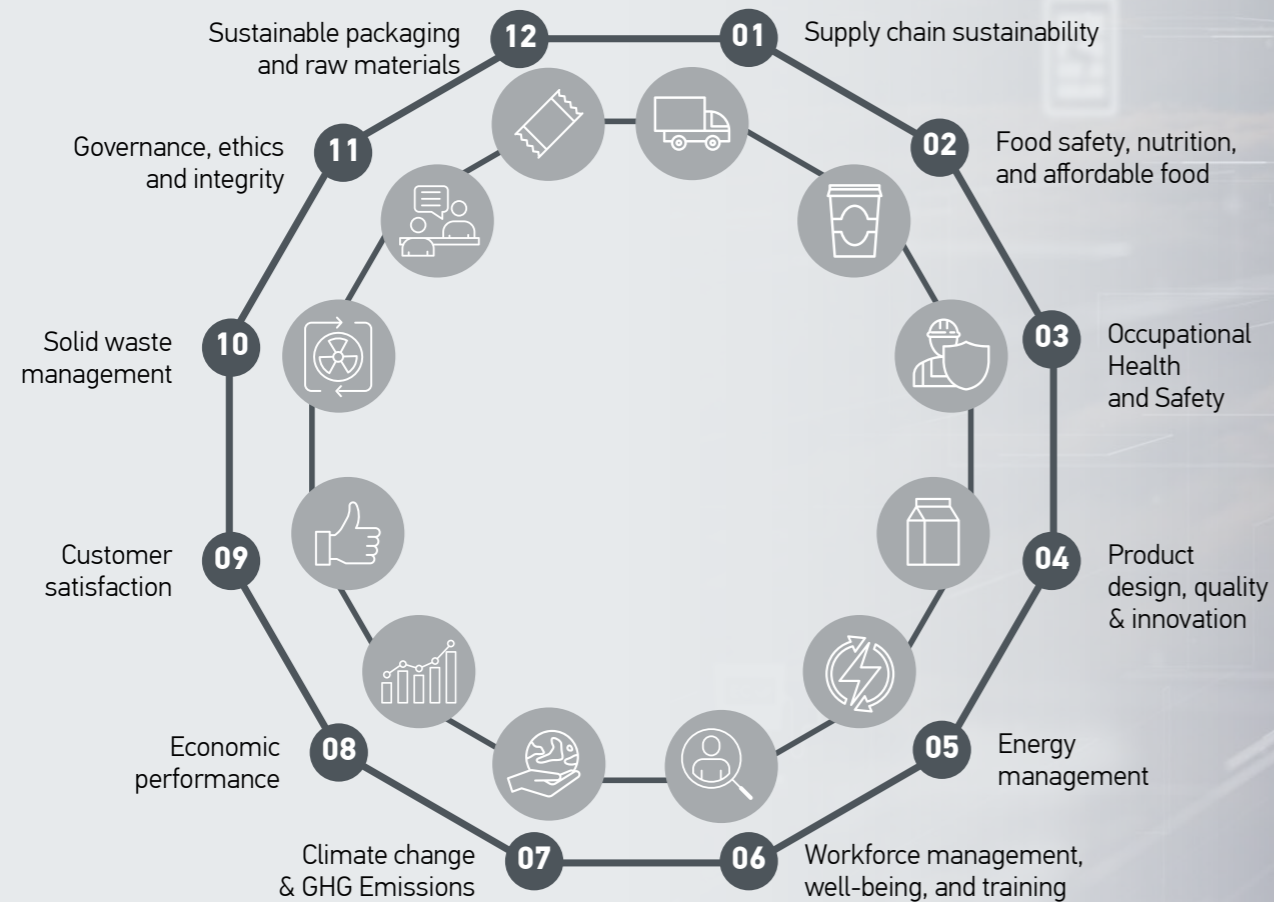 01
Supply chain sustainability
02
Food safety, nutrition,
and affordable food
03
Occupational
Health
and Safety
04
Product
design, quality
& innovation
05
Energy
management
06
Workforce management,
well-being, and training
07
Climate change
& GHG Emissions
08
Economic
performance
09
Customer
satisfaction
10
Solid waste
management
11
Governance, ethics
and integrity
12
Sustainable packaging
and raw materials